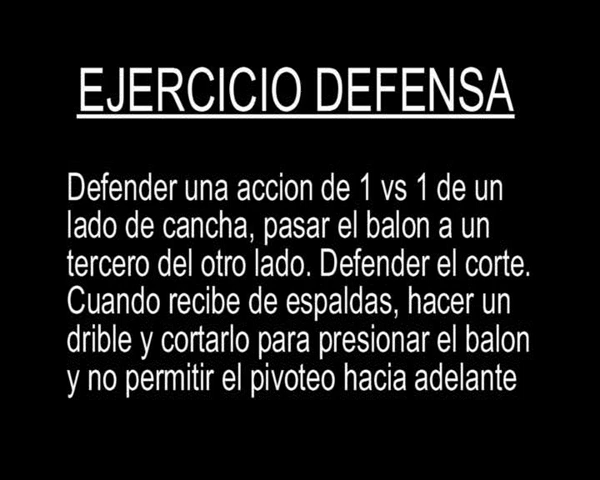 EJERCICIO DEFENSA
Defender una accion de 1 vs 1 de un
lado de cancha, pasar el balon a un
tercero del otro lado. Defender el corte.
Cuando recibe de espaldas, hacer un
drible y cortarlo para presionar el balon
y no permitir el pivoteo hacia adelante